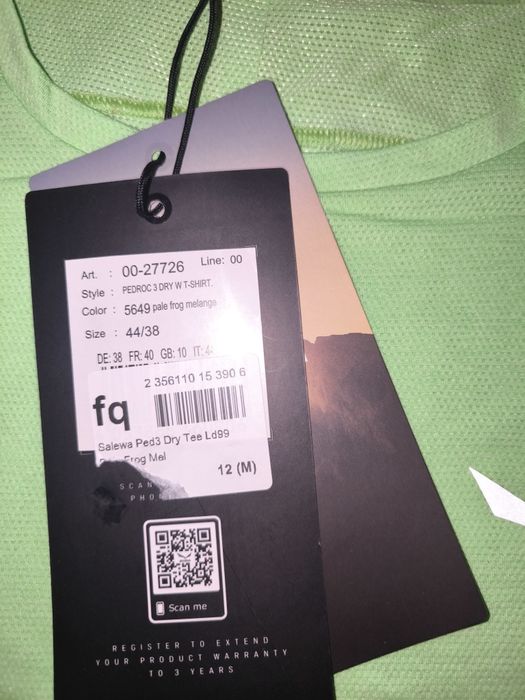 Art. : 00-27726 Line: 00
Style : PEDROC 3 DRY W T-SHIRT.
Color : 5649 pale frog melange
Size : 44/38
DE: 38 FR: 40 GB: 10 IT:
2 356110 15 390 6
fq
Salewa Ped3 Dry Tee Ld99
Frog Mel
12 (M)
SCAN
REGISTER TO EXTEND
YOUR PRODUCT WARRANTY
TO 3 YEARS
Scan me